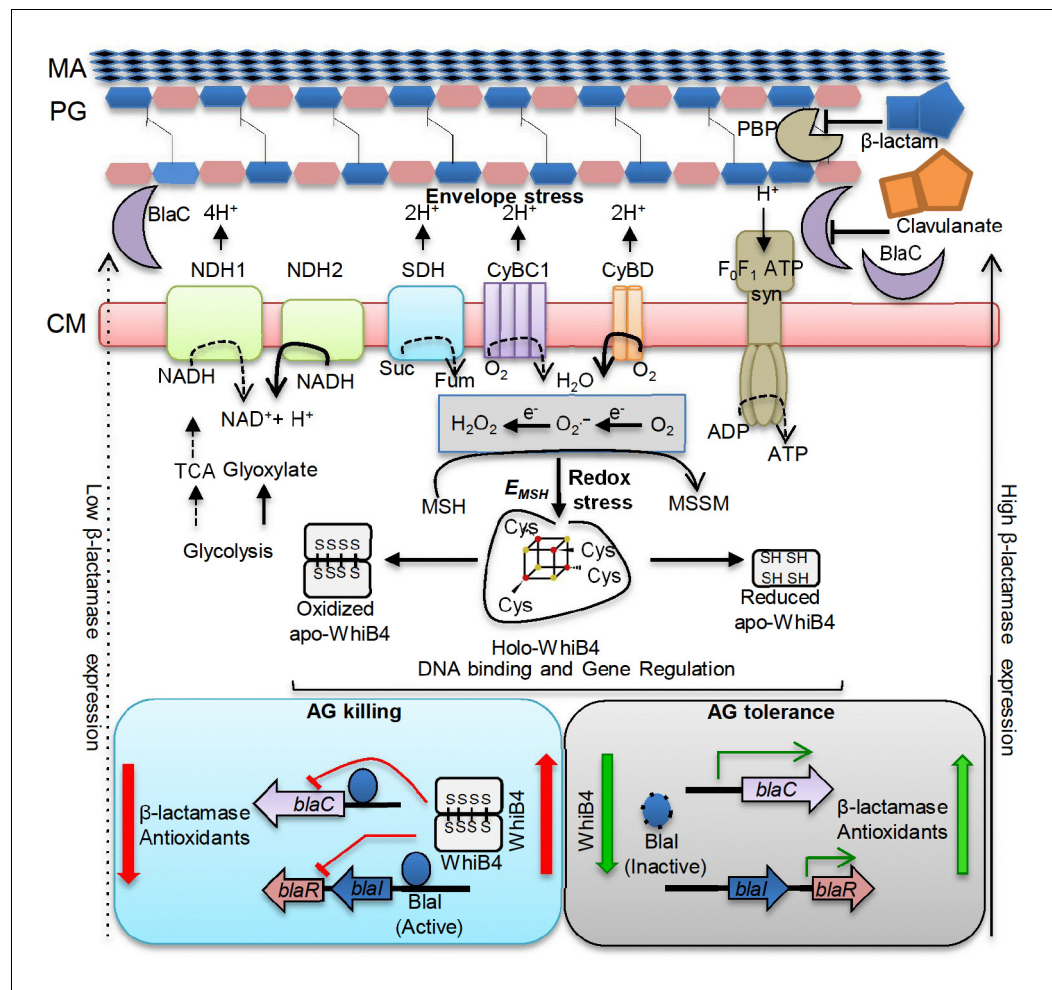 MA
PG
PBP
β-lactam
Envelope stress
BlaC
4H⁺
2H⁺
2H⁺
2H⁺
H⁺
Clavulanate
BlaC
NDH1
NDH2
SDH
CyBC1
CyBD
F₀F₁ ATP
syn
CM
NADH
NADH
Suc
Fum
O₂
H₂O
O₂
NAD⁺+ H⁺
H₂O₂
e⁻
O₂·⁻
e⁻
O₂
ADP
ATP
TCA
Glyoxylate
Glycolysis
MSH
E_MSH
Redox
stress
MSSM
SSSS
SSSS
Oxidized
apo-WhiB4
Cys
Cys
Cys
Cys
Holo-WhiB4
SH SH
SH SH
Reduced
apo-WhiB4
DNA binding and Gene Regulation
Low β-lactamase expression
High β-lactamase expression
AG killing
β-lactamase
Antioxidants
blaC
SSSS
SSSS
WhiB4
WhiB4
blaR
blaI
BlaI
(Active)
AG tolerance
WhiB4
blaC
BlaI
(Inactive)
β-lactamase
Antioxidants
blaI
blaR